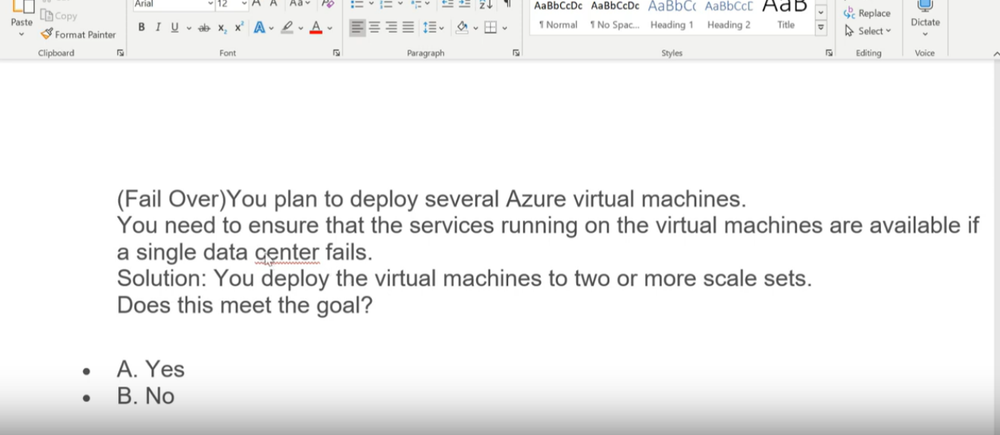 Arial 12 A A Aa
Paste Copy
Format Painter
B I U ab x₂ x² A A
AaBbCcDc AaBbCcDc AaBbCc AaBbCcD AaB
¶ Normal ¶ No Spac... Heading 1 Heading 2 Title
Replace
Select
Dictate
Clipboard Font Paragraph Styles Editing Voice
(Fail Over)You plan to deploy several Azure virtual machines.
You need to ensure that the services running on the virtual machines are available if
a single data center fails.
Solution: You deploy the virtual machines to two or more scale sets.
Does this meet the goal?
• A. Yes
• B. No